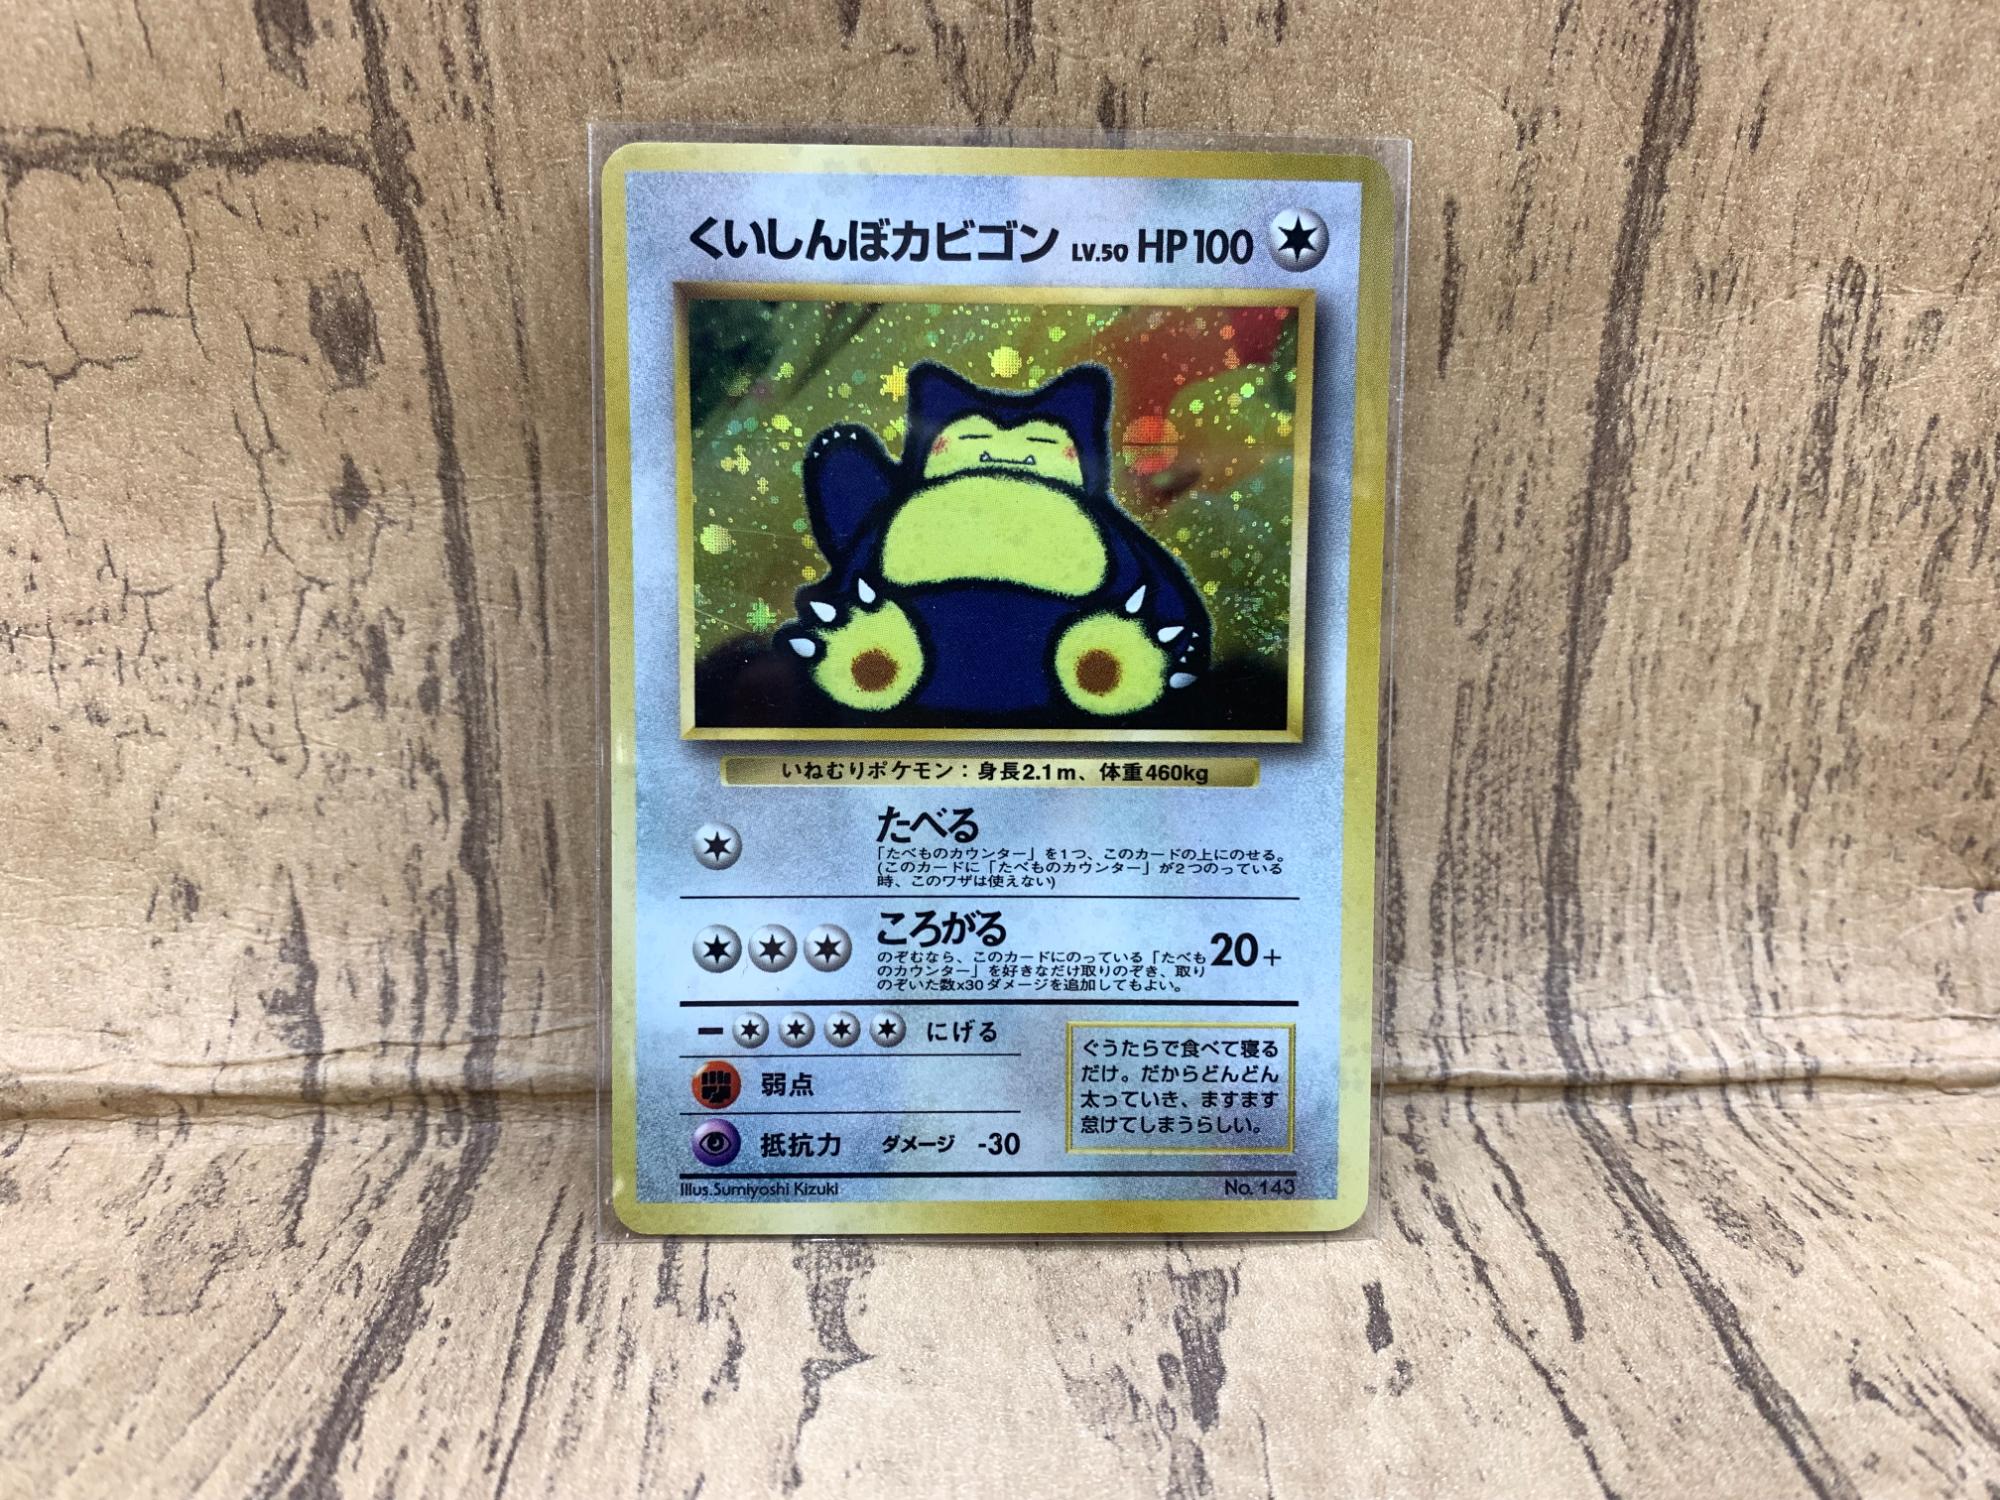 くいしんぼカビゴン LV.50 HP100
いねむりポケモン：身長2.1m、体重460kg
たべる
「たべものカウンター」を1つ、このカードの上にのせる。
(このカードに「たべものカウンター」が2つのっている
時、このワザは使えない)
ころがる
のぞむなら、このカードにのっている「たべも
のカウンター」を好きなだけ取りのぞき、取り
のぞいた数x30ダメージを追加してもよい。
20+
ー にげる
弱点
抵抗力 ダメージ -30
ぐうたらで食べて寝る
だけ。だからどんどん
太っていき、ますます
怠けてしまうらしい。
Illus.Sumiyoshi Kizuki
No. 143